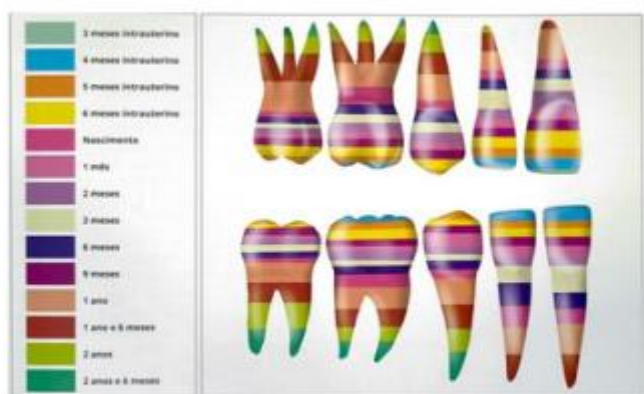 3 meses intrauterino
4 meses intrauterino
5 meses intrauterino
6 meses intrauterino
Nascimento
1 mês
2 meses
3 meses
6 meses
9 meses
1 ano
1 ano e 6 meses
2 anos
2 anos e 6 meses